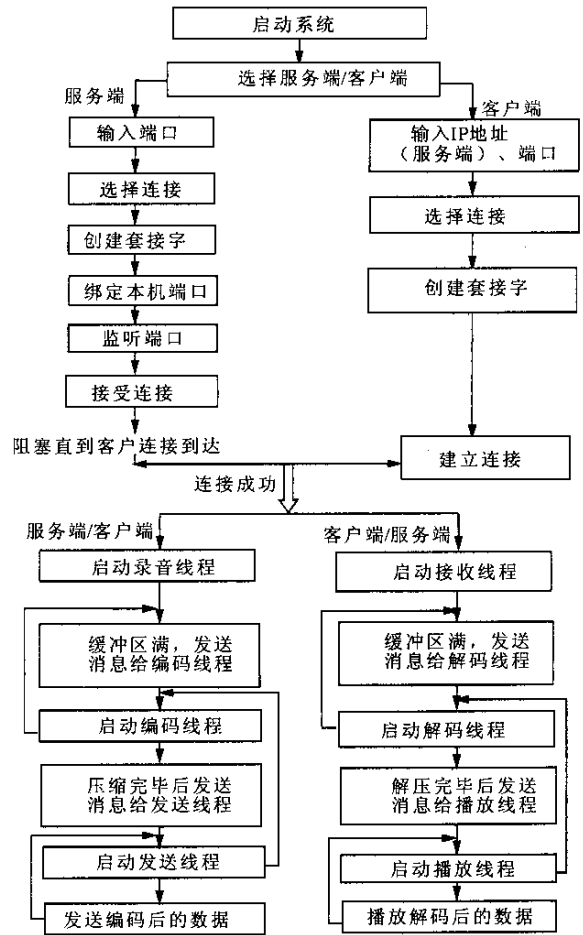 启动系统
选择服务端/客户端
服务端
输入端口
选择连接
创建套接字
绑定本机端口
监听端口
接受连接
阻塞直到客户连接到达
客户端
输入IP地址
（服务端）、端口
选择连接
创建套接字
建立连接
连接成功
服务端/客户端
启动录音线程
缓冲区满，发送
消息给编码线程
启动编码线程
压缩完毕后发送
消息给发送线程
启动发送线程
发送编码后的数据
客户端/服务端
启动接收线程
缓冲区满，发送
消息给解码线程
启动解码线程
解压完毕后发送
消息给播放线程
启动播放线程
播放解码后的数据